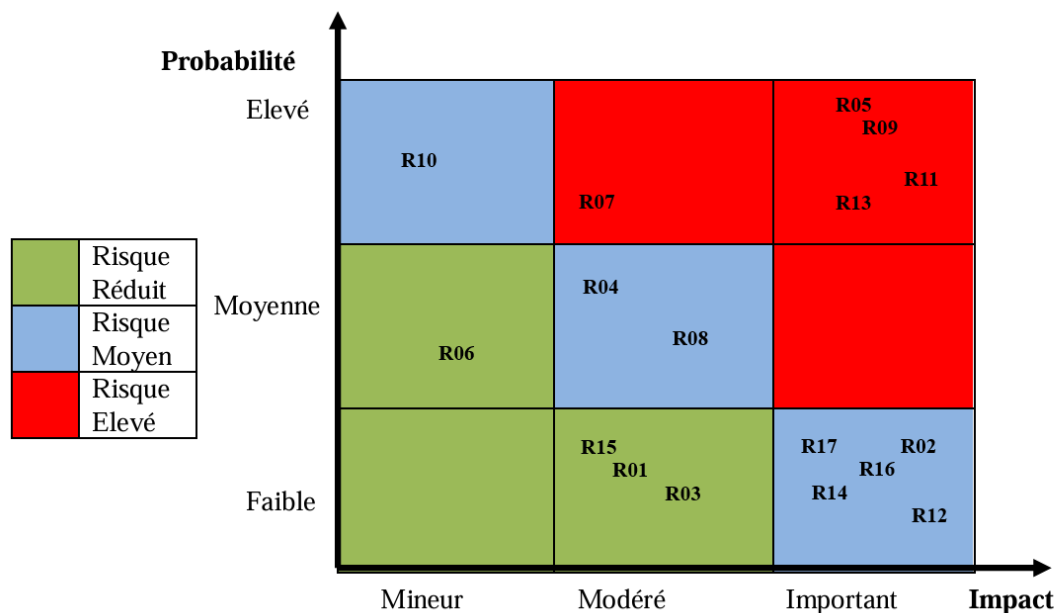 Probabilité
Elevé
R05
R09
R10
R11
R07
R13
Risque
Réduit
Risque
Moyen
Risque
Elevé
Moyenne
R04
R08
R06
Faible
R15
R01
R03
R17
R02
R16
R14
R12
Mineur
Modéré
Important
Impact